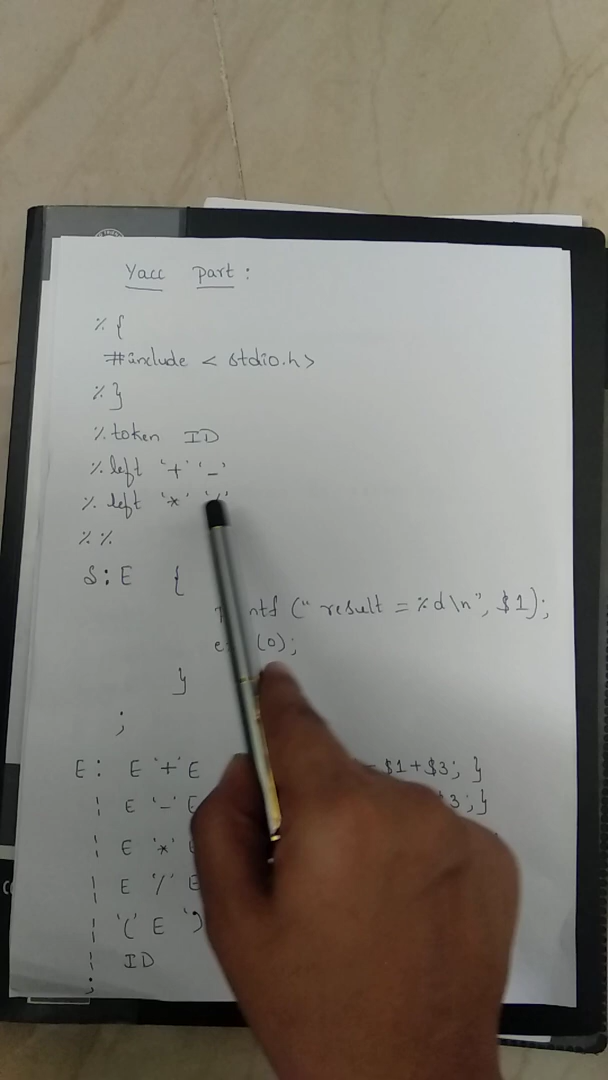 Yacc part :
% {
#include < stdio.h>
% }
% token ID
% left '+' '-'
% left '*' '/'
% %
S : E {
ntf (" result = %d\n", $1);
(0);
}
;
E : E '+' E $1+$3; }
| E '-' E $3; }
| E '*' E
| E '/' E
| '(' E ')
| ID
;